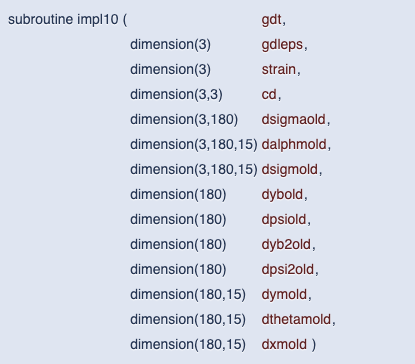 subroutine impl10 ( gdt,
dimension(3) gdleps,
dimension(3) strain,
dimension(3,3) cd,
dimension(3,180) dsigmaold,
dimension(3,180,15) dalphmold,
dimension(3,180,15) dsigmold,
dimension(180) dybold,
dimension(180) dpsiold,
dimension(180) dyb2old,
dimension(180) dpsi2old,
dimension(180,15) dymold,
dimension(180,15) dthetamold,
dimension(180,15) dxmold )